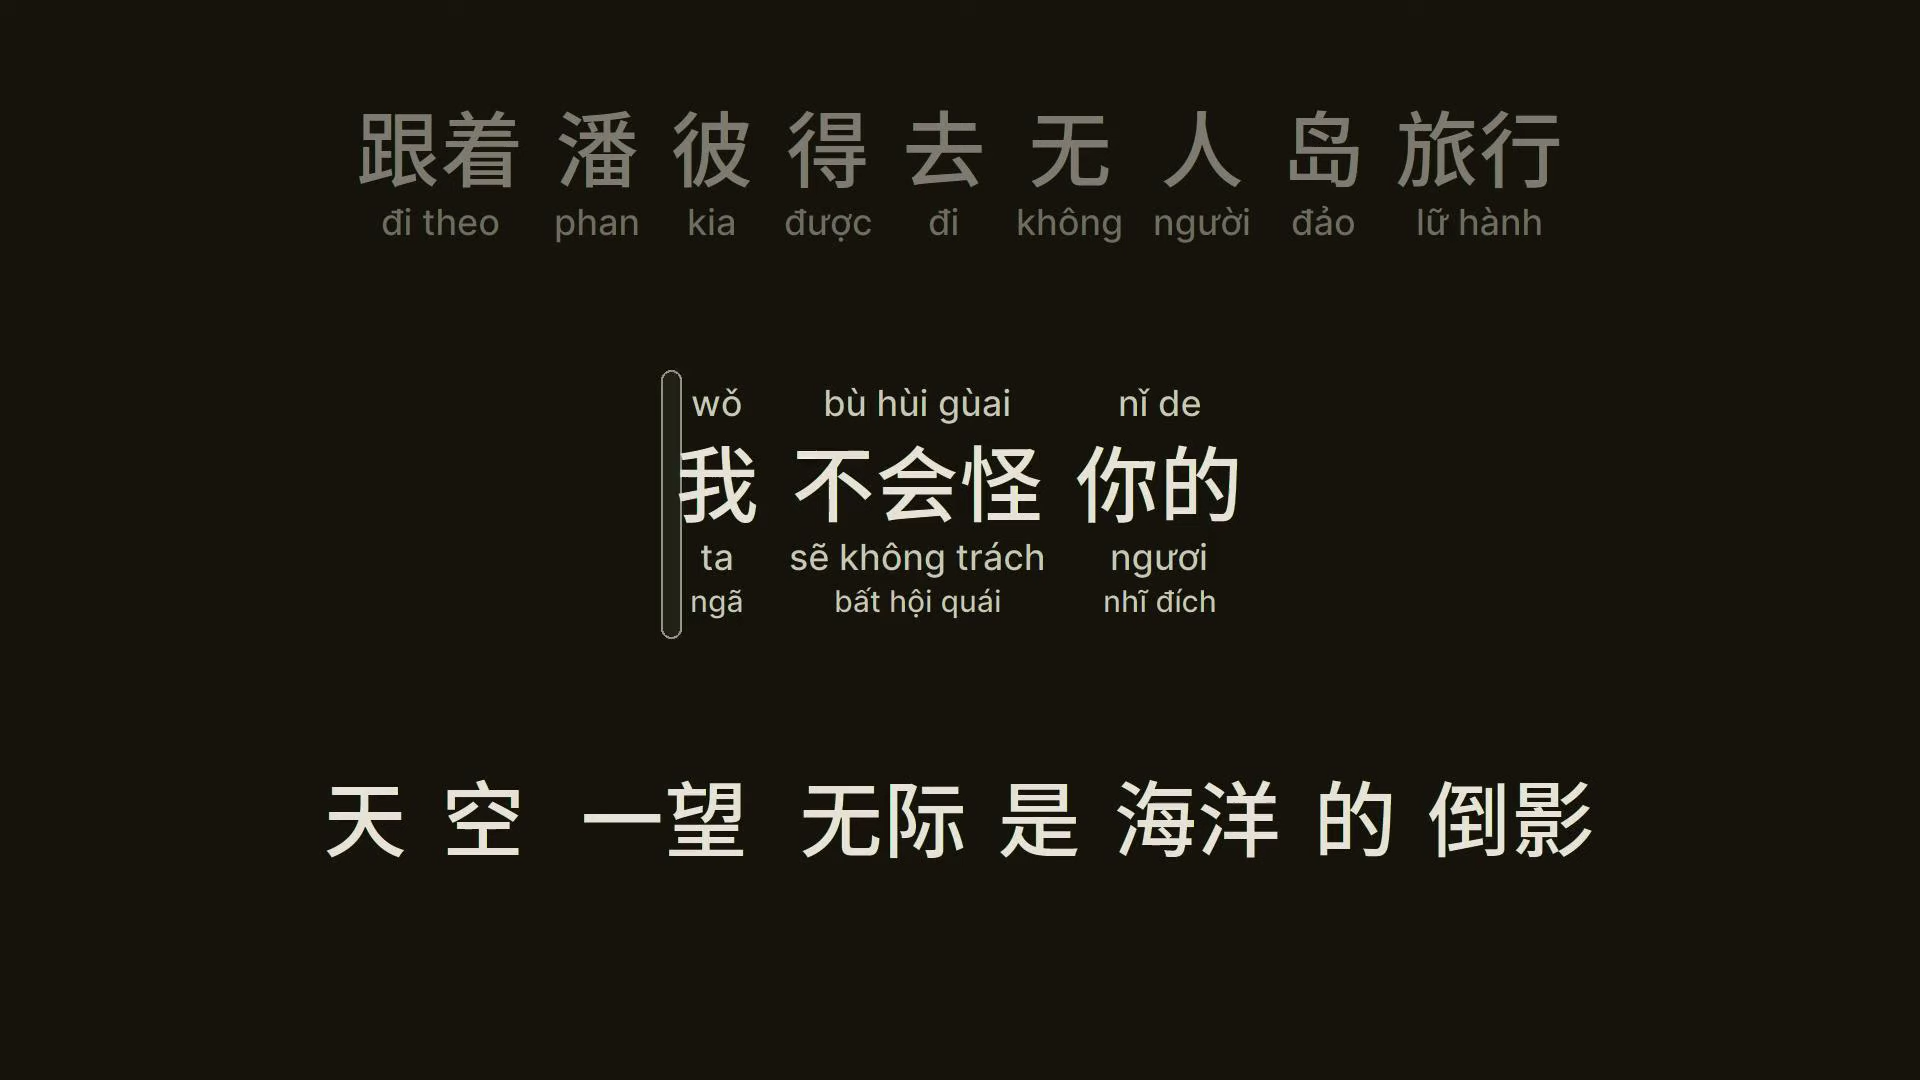 跟着 潘 彼 得 去 无 人 岛 旅行
đi theo phan kia được đi không người đảo lữ hành
wǒ bù hùi gùai nǐ de
我 不会怪 你的
ta sẽ không trách ngươi
ngã bất hội quái nhĩ đích
天 空 一望 无际 是 海洋 的 倒影